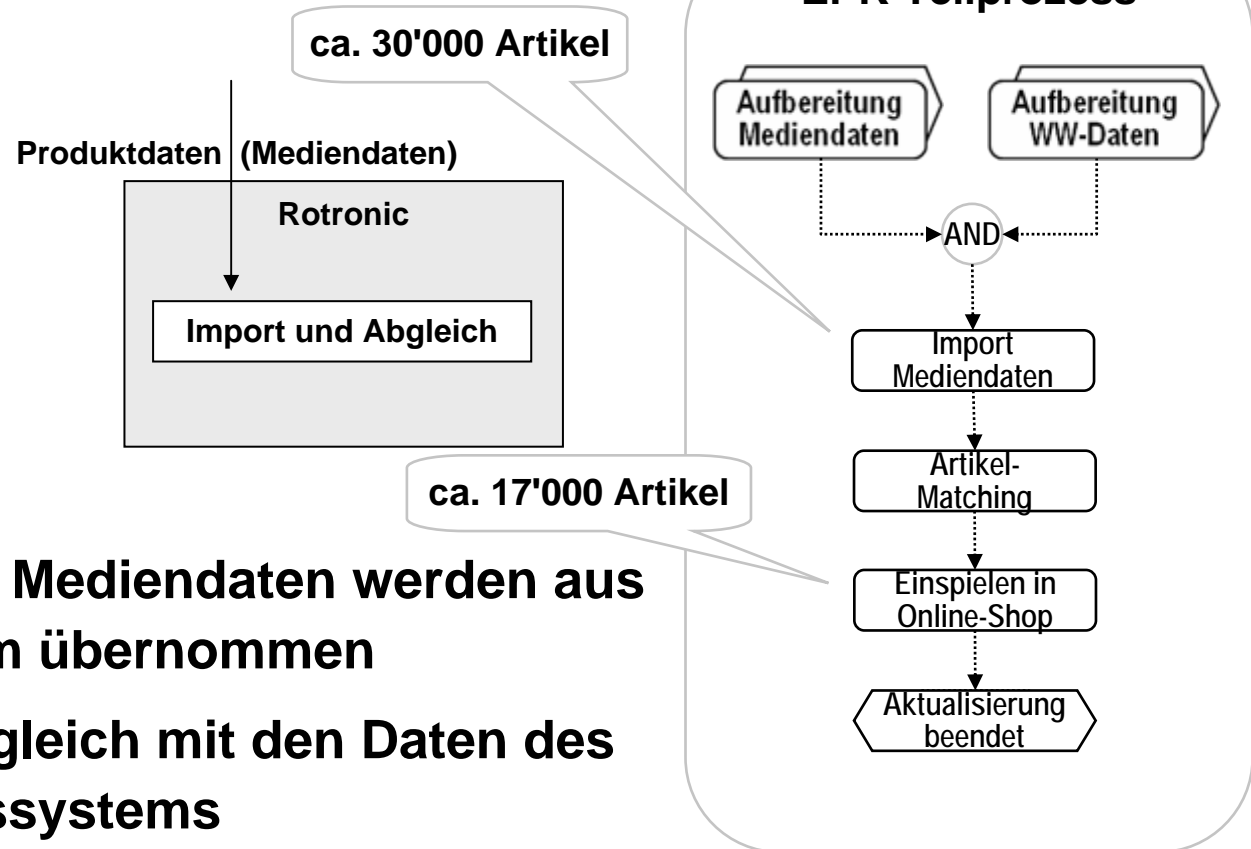 ca. 30'000 Artikel
Produktdaten (Mediendaten)
Rotronic
Import und Abgleich
ca. 17'000 Artikel
Mediendaten werden aus
übernommen
gleich mit den Daten des
ssystems
Aufbereitung
Mediendaten
Aufbereitung
WW-Daten
AND
Import
Mediendaten
Artikel-
Matching
Einspielen in
Online-Shop
Aktualisierung
beendet